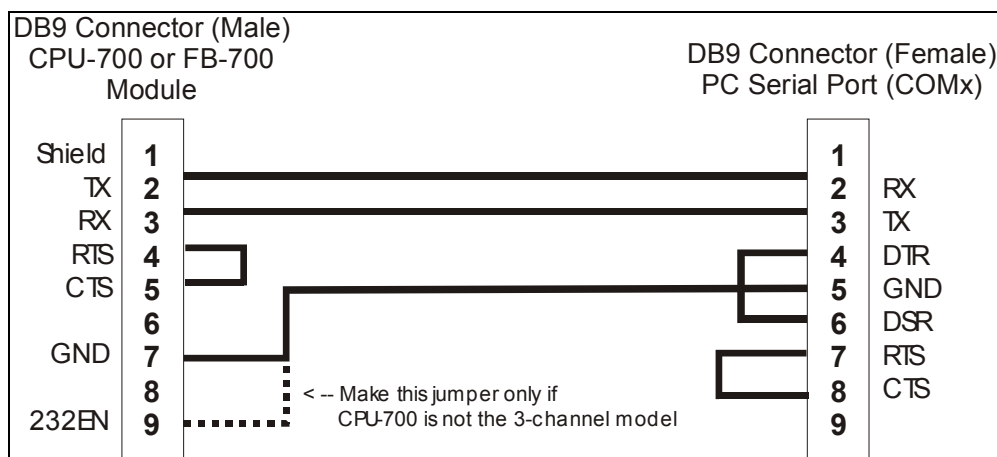 DB9 Connector (Male)
CPU-700 or FB-700
Module
DB9 Connector (Female)
PC Serial Port (COMx)
Shield 1
TX 2
RX 3
RTS 4
CTS 5
6
GND 7
8
232EN 9
< -- Make this jumper only if
CPU-700 is not the 3-channel model
1
2 RX
3 TX
4 DTR
5 GND
6 DSR
7 RTS
8 CTS
9